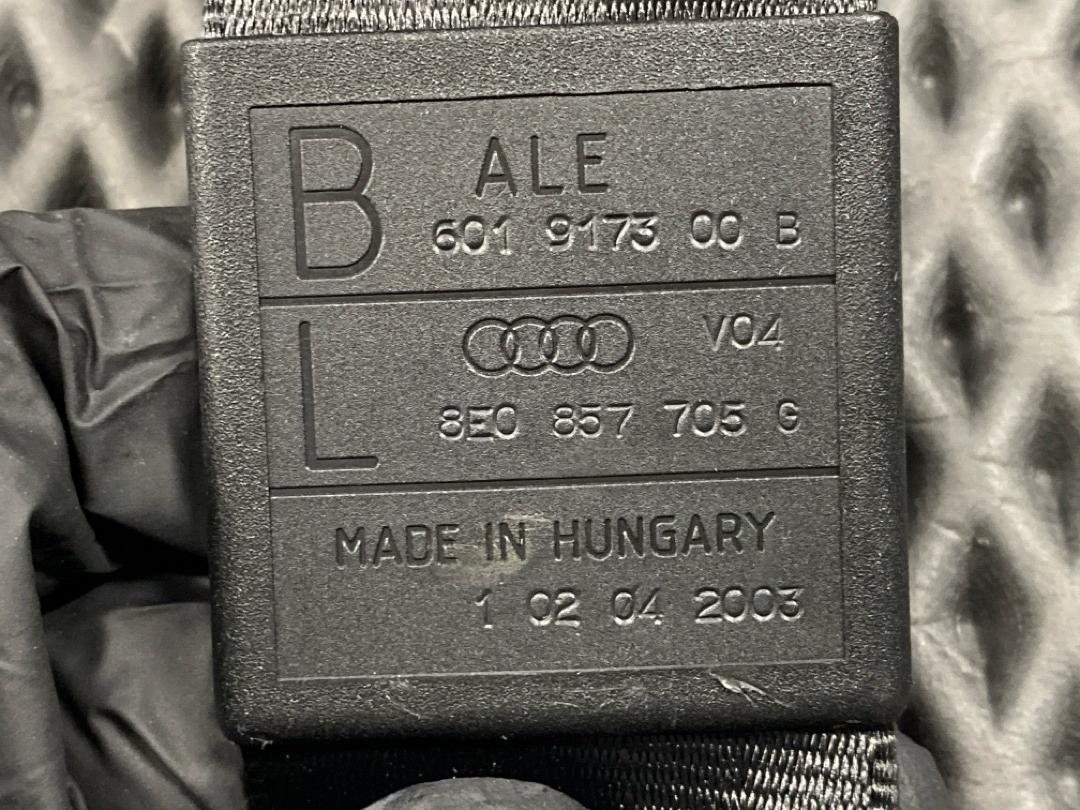 B
ALE
601 9173 00 B
L
V04
8E0 857 705 G
MADE IN HUNGARY
1 02 04 2003